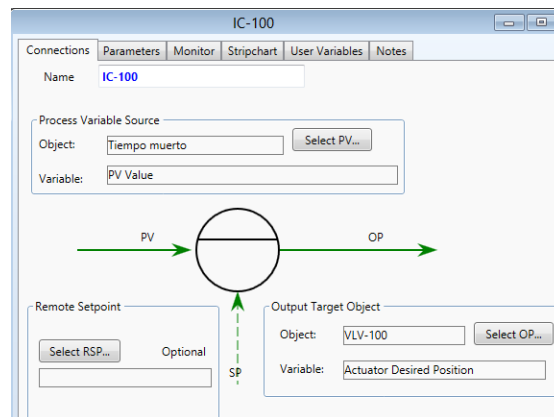 IC-100
Connections Parameters Monitor Stripchart User Variables Notes
Name IC-100
Process Variable Source
Object: Tiempo muerto Select PV...
Variable: PV Value
PV OP
Remote Setpoint
Select RSP... Optional
SP
Output Target Object
Object: VLV-100 Select OP...
Variable: Actuator Desired Position